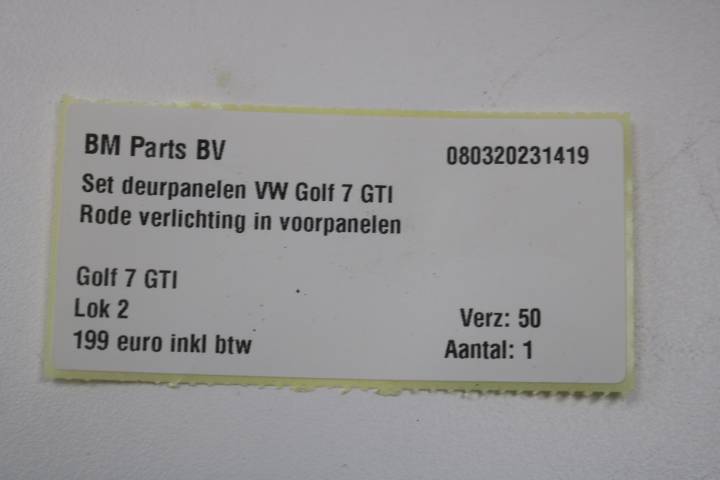 BM Parts BV 080320231419
Set deurpanelen VW Golf 7 GTI
Rode verlichting in voorpanelen
Golf 7 GTI
Lok 2 Verz: 50
199 euro inkl btw Aantal: 1